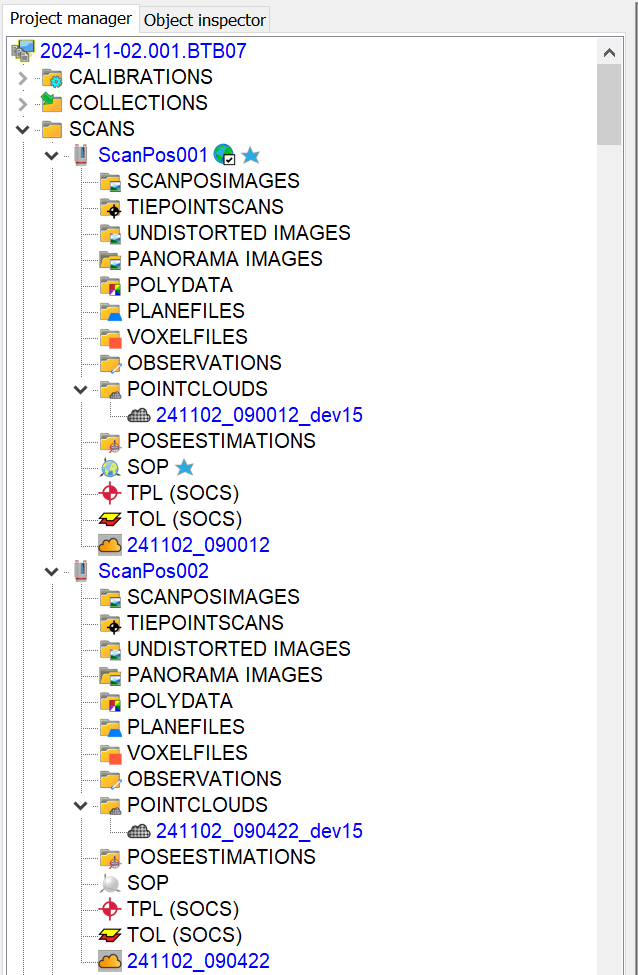 Project manager Object inspector
2024-11-02.001.BTB07
CALIBRATIONS
COLLECTIONS
SCANS
ScanPos001
SCANPOSIMAGES
TIEPOINTSCANS
UNDISTORTED IMAGES
PANORAMA IMAGES
POLYDATA
PLANEFILES
VOXELFILES
OBSERVATIONS
POINTCLOUDS
241102_090012_dev15
POSEESTIMATIONS
SOP
TPL (SOCS)
TOL (SOCS)
241102_090012
ScanPos002
SCANPOSIMAGES
TIEPOINTSCANS
UNDISTORTED IMAGES
PANORAMA IMAGES
POLYDATA
PLANEFILES
VOXELFILES
OBSERVATIONS
POINTCLOUDS
241102_090422_dev15
POSEESTIMATIONS
SOP
TPL (SOCS)
TOL (SOCS)
241102_090422